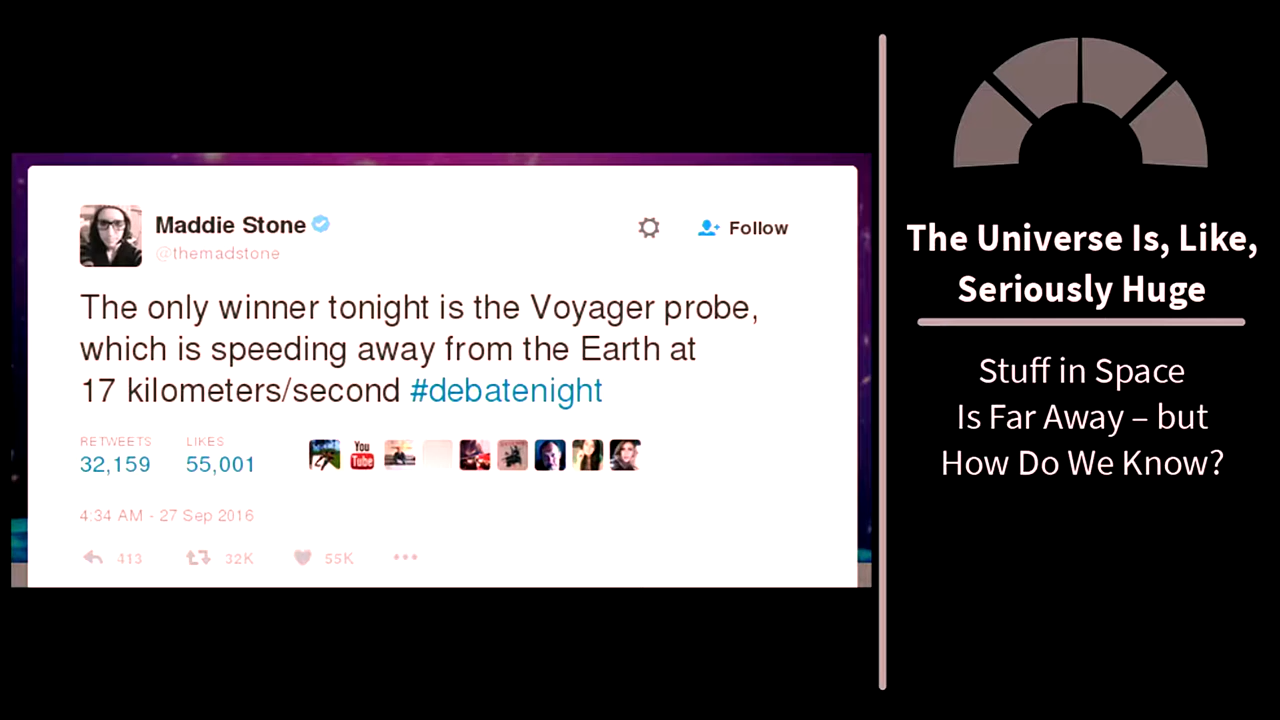 Maddie Stone
@themadstone
Follow
The only winner tonight is the Voyager probe,
which is speeding away from the Earth at
17 kilometers/second #debatenight
RETWEETS LIKES
32,159 55,001
You
Tube
4:34 AM - 27 Sep 2016
413 32K 55K
The Universe Is, Like,
Seriously Huge
Stuff in Space
Is Far Away – but
How Do We Know?